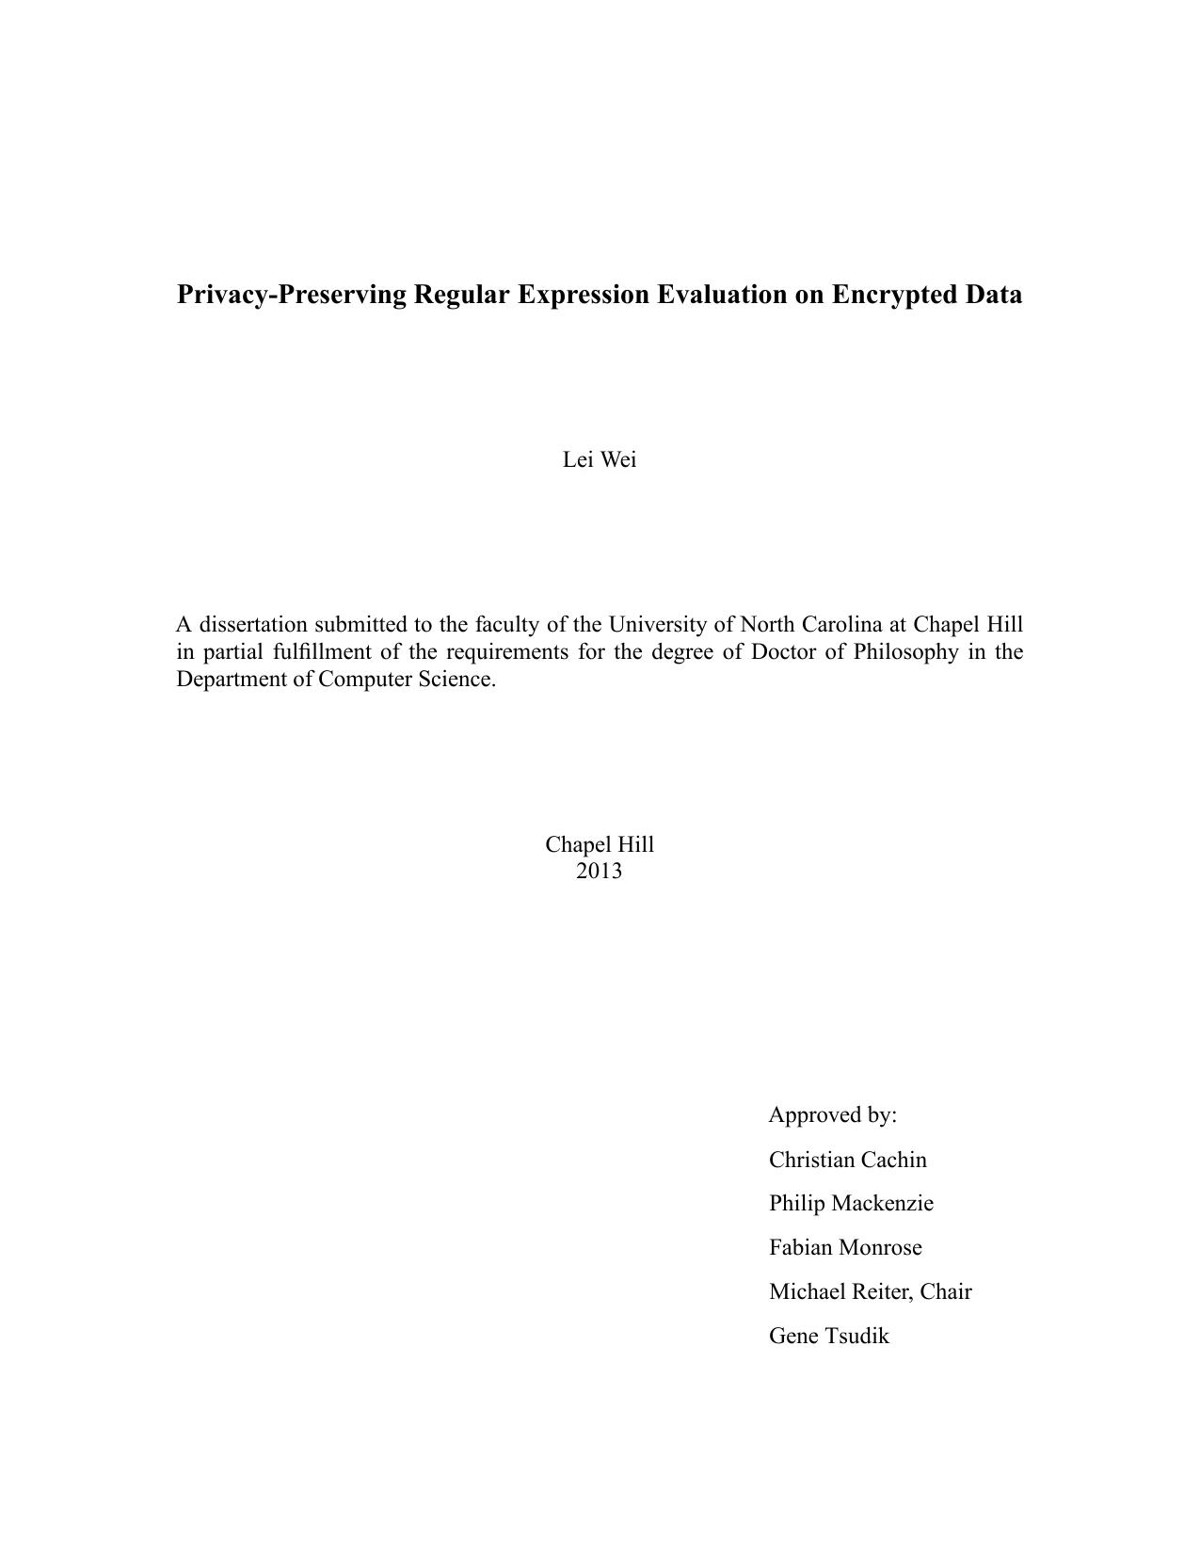 Privacy-Preserving Regular Expression Evaluation on Encrypted Data
Lei Wei
A dissertation submitted to the faculty of the University of North Carolina at Chapel Hill
in partial fulfillment of the requirements for the degree of Doctor of Philosophy in the
Department of Computer Science.
Chapel Hill
2013
Approved by:
Christian Cachin
Philip Mackenzie
Fabian Monrose
Michael Reiter, Chair
Gene Tsudik